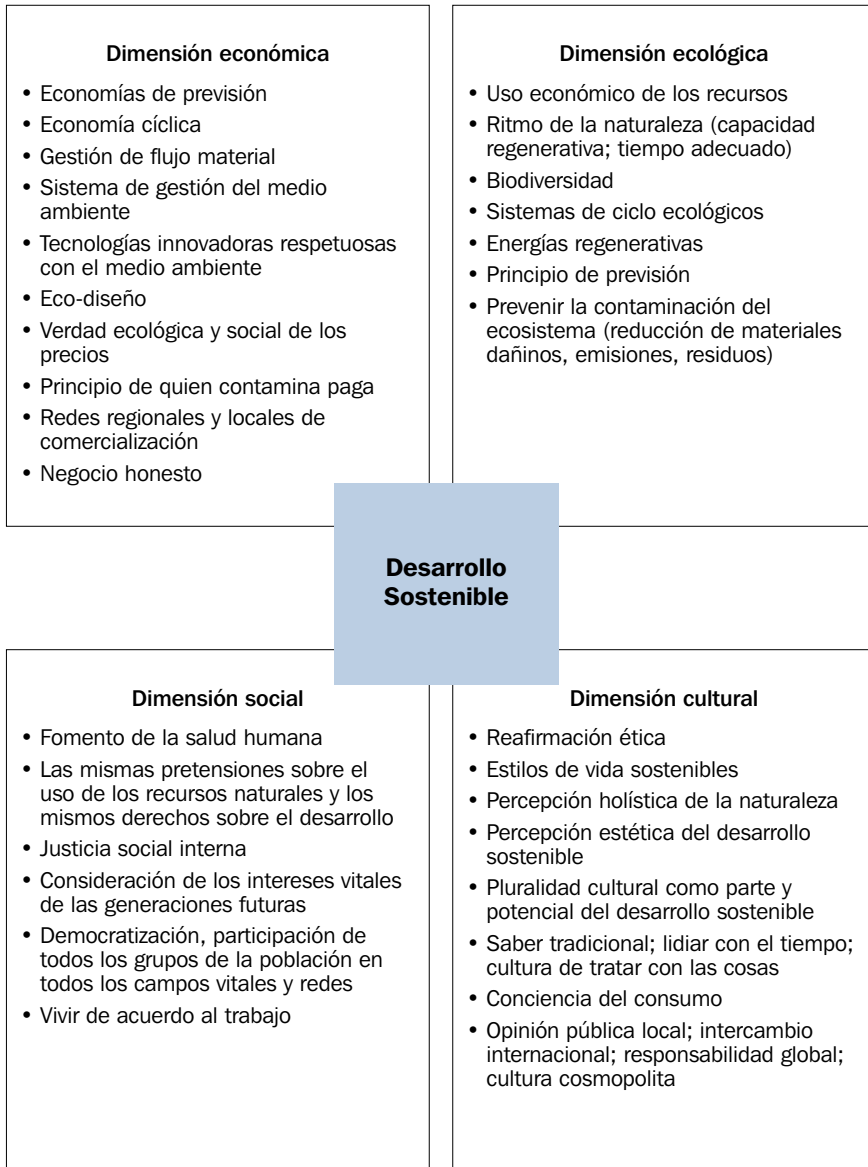 Dimensión económica
• Economías de previsión
• Economía cíclica
• Gestión de flujo material
• Sistema de gestión del medio
ambiente
• Tecnologías innovadoras respetuosas
con el medio ambiente
• Eco-diseño
• Verdad ecológica y social de los
precios
• Principio de quien contamina paga
• Redes regionales y locales de
comercialización
• Negocio honesto
Dimensión ecológica
• Uso económico de los recursos
• Ritmo de la naturaleza (capacidad
regenerativa; tiempo adecuado)
• Biodiversidad
• Sistemas de ciclo ecológicos
• Energías regenerativas
• Principio de previsión
• Prevenir la contaminación del
ecosistema (reducción de materiales
dañinos, emisiones, residuos)
Desarrollo
Sostenible
Dimensión social
• Fomento de la salud humana
• Las mismas pretensiones sobre el
uso de los recursos naturales y los
mismos derechos sobre el desarrollo
• Justicia social interna
• Consideración de los intereses vitales
de las generaciones futuras
• Democratización, participación de
todos los grupos de la población en
todos los campos vitales y redes
• Vivir de acuerdo al trabajo
Dimensión cultural
• Reafirmación ética
• Estilos de vida sostenibles
• Percepción holística de la naturaleza
• Percepción estética del desarrollo
sostenible
• Pluralidad cultural como parte y
potencial del desarrollo sostenible
• Saber tradicional; lidiar con el tiempo;
cultura de tratar con las cosas
• Conciencia del consumo
• Opinión pública local; intercambio
internacional; responsabilidad global;
cultura cosmopolita